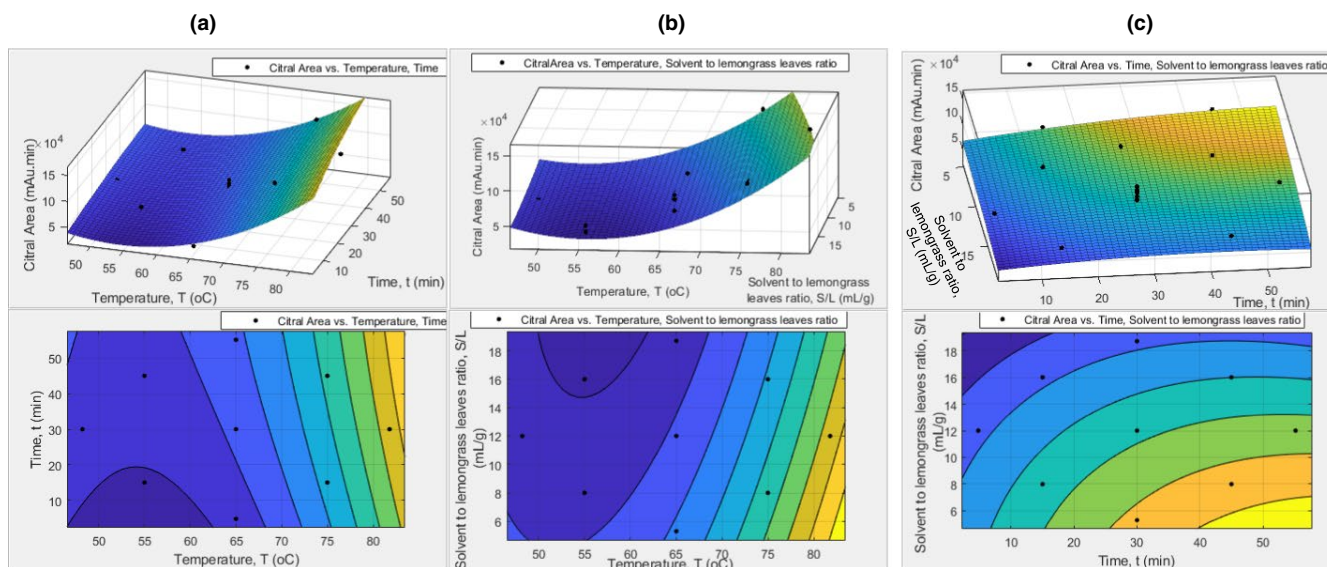 (a)
(b)
(c)
Citral Area vs. Temperature, Time
× 10⁴
15
10
5
Citral Area (mAu.min)
50
55
60
65
70
75
80
Temperature, T (oC)
10
20
30
40
50
Time, t (min)
CitralArea vs. Temperature, Solvent to lemongrass leaves ratio
× 10⁴
15
10
5
Citral Area (mAu.min)
50
55
60
65
70
75
80
Temperature, T (oC)
5
10
15
Solvent to lemongrass
leaves ratio, S/L (mL/g)
Citral Area vs. Time, Solvent to lemongrass leaves ratio
× 10⁴
15
10
5
Citral Area (mAu.min)
5
10
15
Solvent to
lemongrass ratio,
S/L (mL/g)
10
20
30
40
50
Time, t (min)
Citral Area vs. Temperature, Time
50
40
30
20
10
Time, t (min)
50
55
60
65
70
75
80
Temperature, T (oC)
Citral Area vs. Temperature, Solvent to lemongrass leaves ratio
18
16
14
12
10
8
6
Solvent to lemongrass leaves ratio, S/L
(mL/g)
50
55
60
65
70
75
80
Temperature, T (oC)
Citral Area vs. Time, Solvent to lemongrass leaves ratio
18
16
14
12
10
8
6
Solvent to lemongrass leaves ratio, S/L
(mL/g)
10
20
30
40
50
Time, t (min)